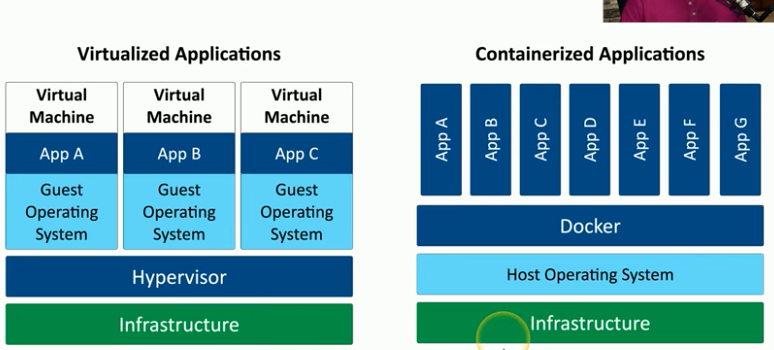 Virtualized Applications
Virtual
Machine
App A
Guest
Operating
System
Virtual
Machine
App B
Guest
Operating
System
Virtual
Machine
App C
Guest
Operating
System
Hypervisor
Infrastructure
Containerized Applications
App A
App B
App C
App D
App E
App F
App G
Docker
Host Operating System
Infrastructure